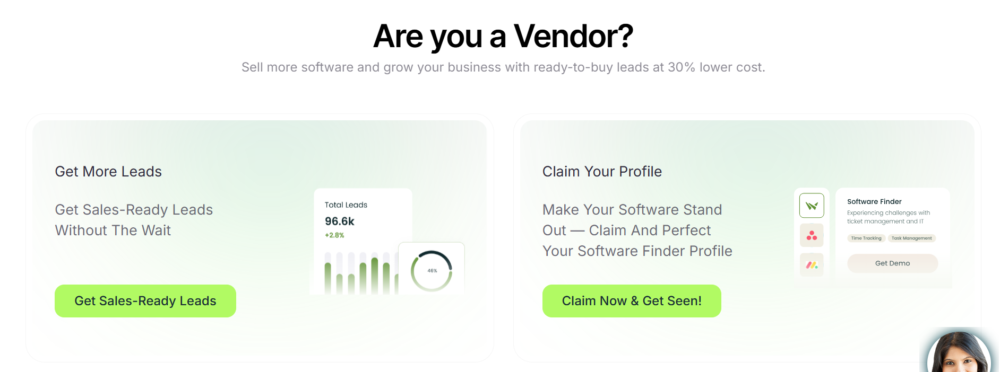 Are you a Vendor?
Sell more software and grow your business with ready-to-buy leads at 30% lower cost.
Get More Leads
Get Sales-Ready Leads
Without The Wait
Total Leads
96.6k
+2.8%
46%
Get Sales-Ready Leads
Claim Your Profile
Make Your Software Stand
Out — Claim And Perfect
Your Software Finder Profile
Software Finder
Experiencing challenges with
ticket management and IT
Time Tracking
Task Management
Get Demo
Claim Now & Get Seen!